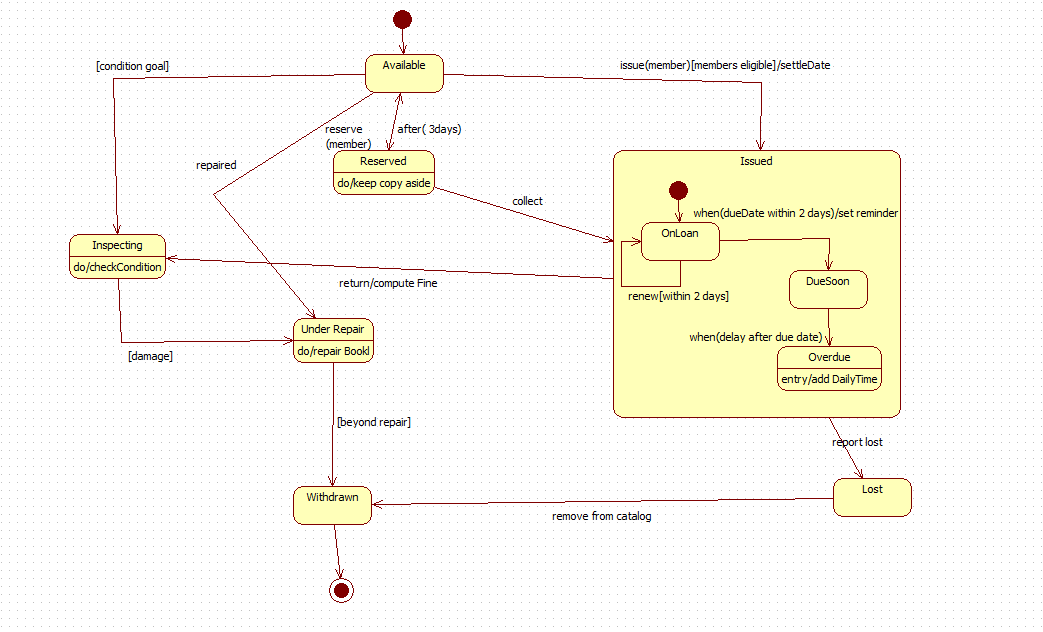 Available
[condition goal]
issue(member)[members eligible]/settleDate
reserve
(member)
after( 3days)
repaired
Reserved
do/keep copy aside
Issued
collect
when(dueDate within 2 days)/set reminder
OnLoan
Inspecting
do/checkCondition
return/compute Fine
DueSoon
renew[within 2 days]
Under Repair
do/repair Bookl
when(delay after due date)
[damage]
Overdue
entry/add DailyTime
[beyond repair]
report lost
Withdrawn
Lost
remove from catalog